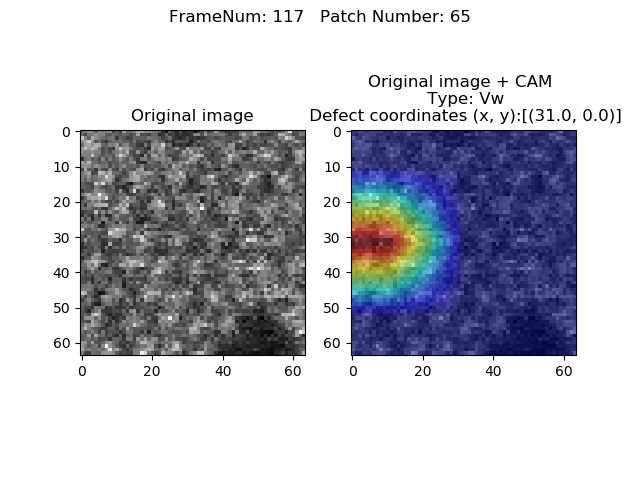 FrameNum: 117   Patch Number: 65
Original image
Original image + CAM
Type: Vw
Defect coordinates (x, y):[(31.0, 0.0)]
0
10
20
30
40
50
60
0 20 40 60
0
10
20
30
40
50
60
0 20 40 60